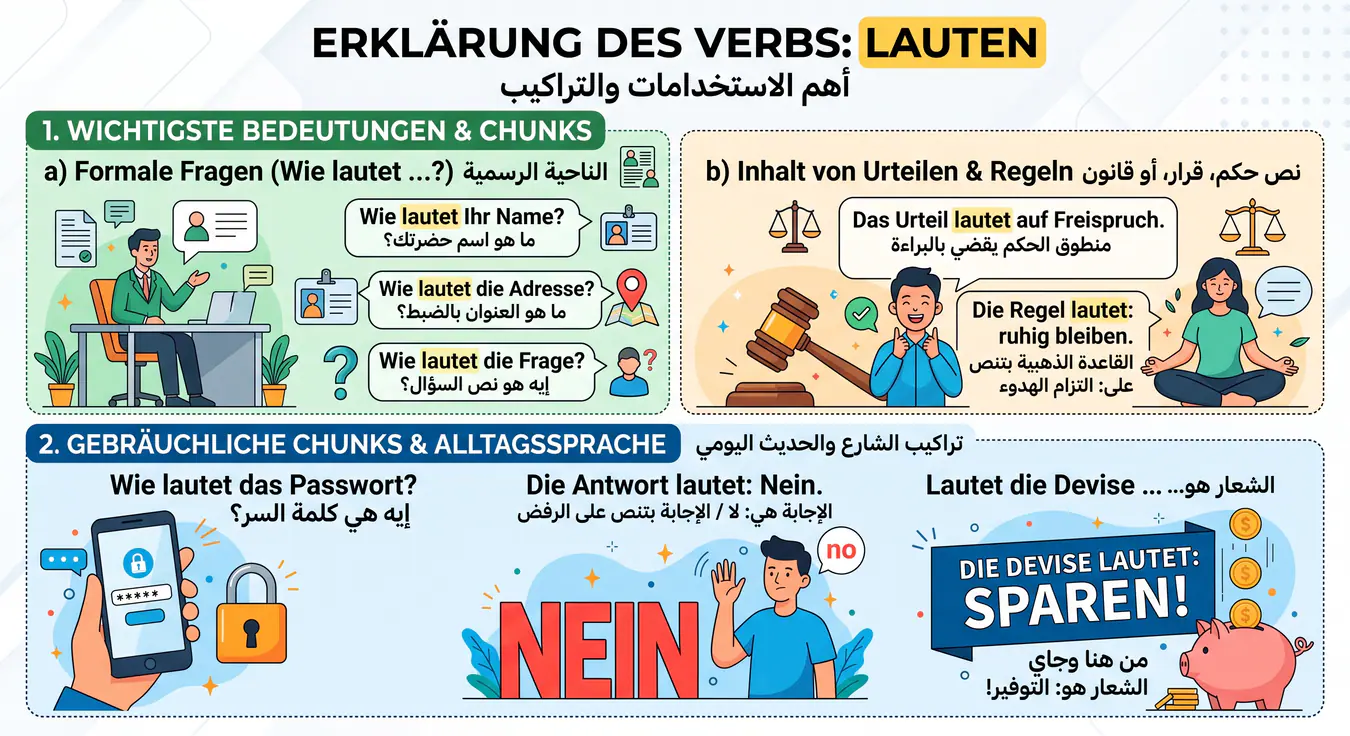 ERKLÄRUNG DES VERBS: LAUTEN
أهم الاستخدامات والتراكيب
1. WICHTIGSTE BEDEUTUNGEN & CHUNKS
a) Formale Fragen (Wie lautet ...?) الناحية الرسمية
Wie lautet Ihr Name?
ما هو اسم حضرتك؟
Wie lautet die Adresse?
ما هو العنوان بالضبط؟
Wie lautet die Frage?
إيه هو نص السؤال؟
b) Inhalt von Urteilen & Regeln نص حكم، قرار، أو قانون
Das Urteil lautet auf Freispruch.
منطوق الحكم يقضي بالبراءة
Die Regel lautet:
ruhig bleiben.
القاعدة الذهبية بتنص
على: التزام الهدوء
2. GEBRÄUCHLICHE CHUNKS & ALLTAGSSPRACHE تراكيب الشارع والحديث اليومي
Wie lautet das Passwort?
إيه هي كلمة السر؟
*****
Die Antwort lautet: Nein.
الإجابة هي: لا / الإجابة بتنص على الرفض
no
NEIN
Lautet die Devise ... الشعار هو...
DIE DEVISE LAUTET:
SPAREN!
من هنا وجاي
الشعار هو: التوفير!